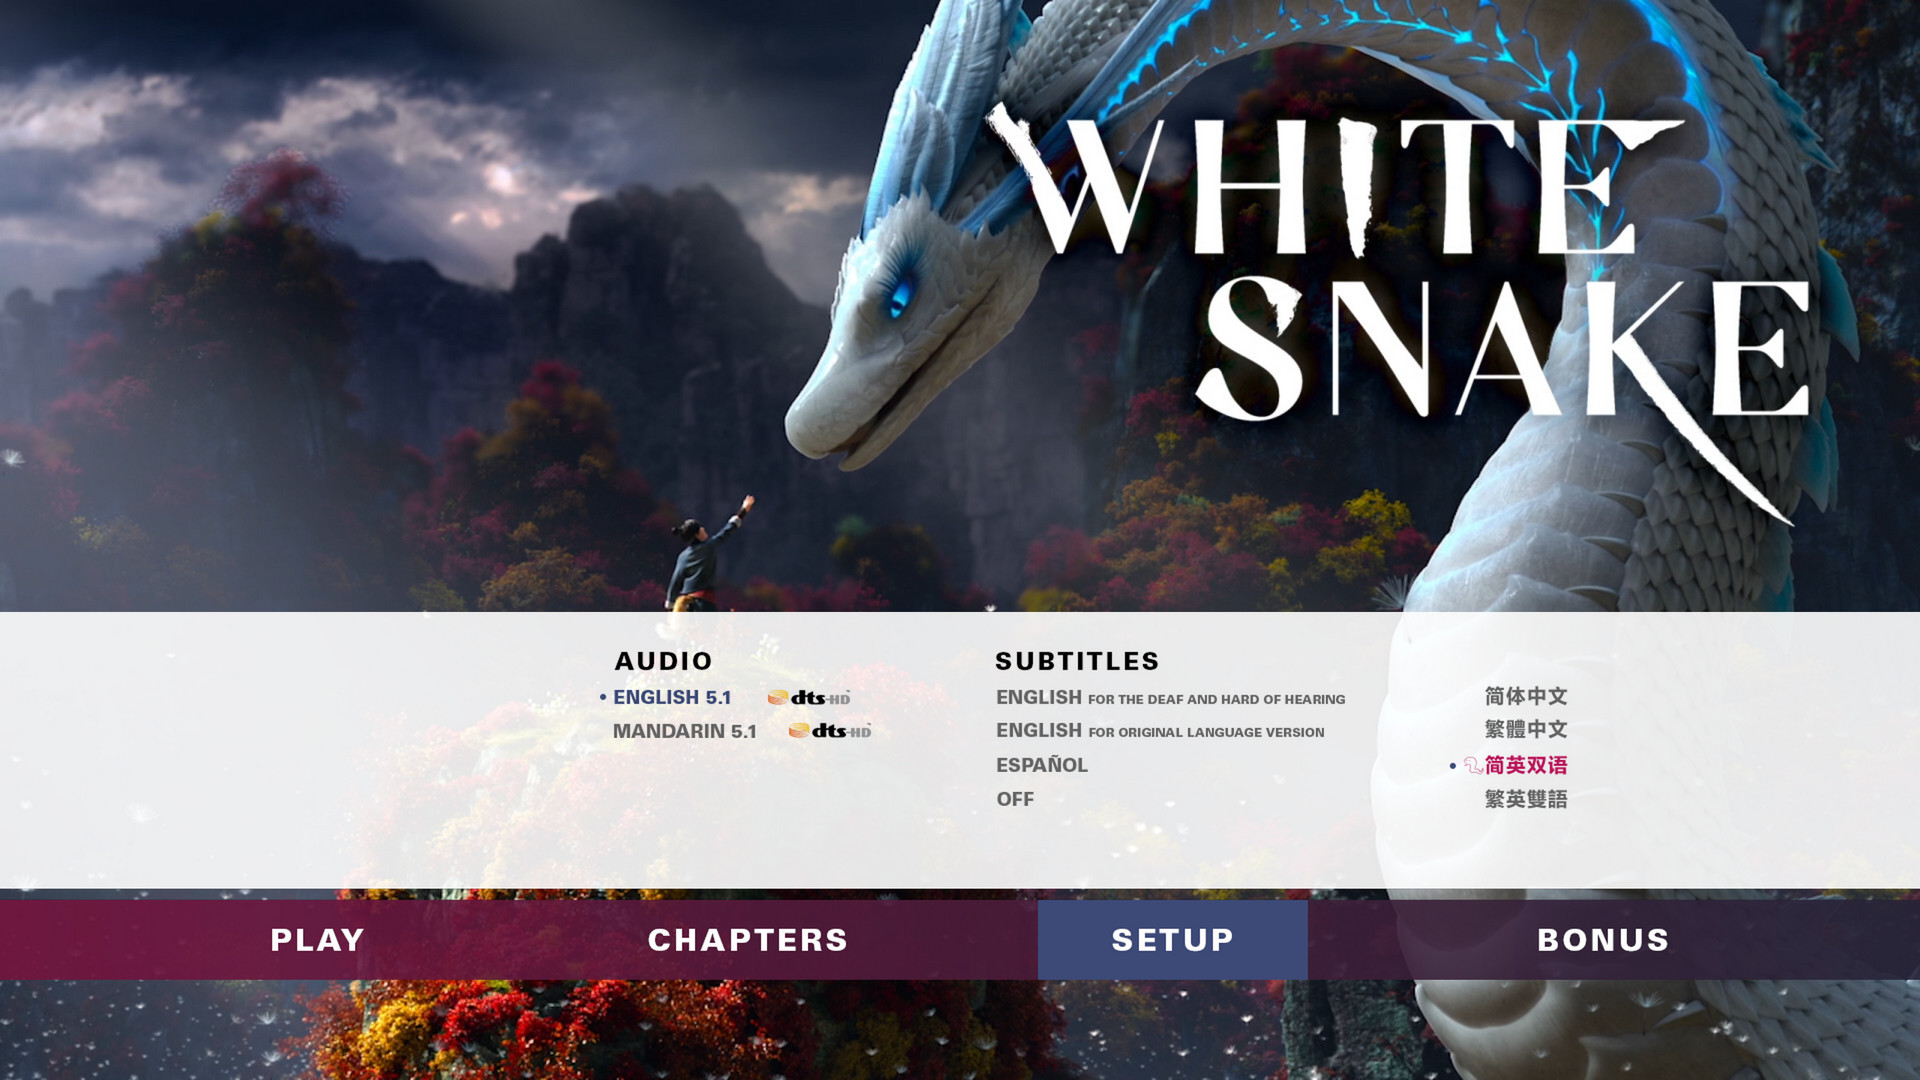 WHITE
SNAKE
AUDIO
• ENGLISH 5.1 dts-HD
MANDARIN 5.1 dts-HD
SUBTITLES
ENGLISH FOR THE DEAF AND HARD OF HEARING
ENGLISH FOR ORIGINAL LANGUAGE VERSION
ESPAÑOL
OFF
简体中文
繁體中文
• 简英双语
繁英雙語
PLAY
CHAPTERS
SETUP
BONUS